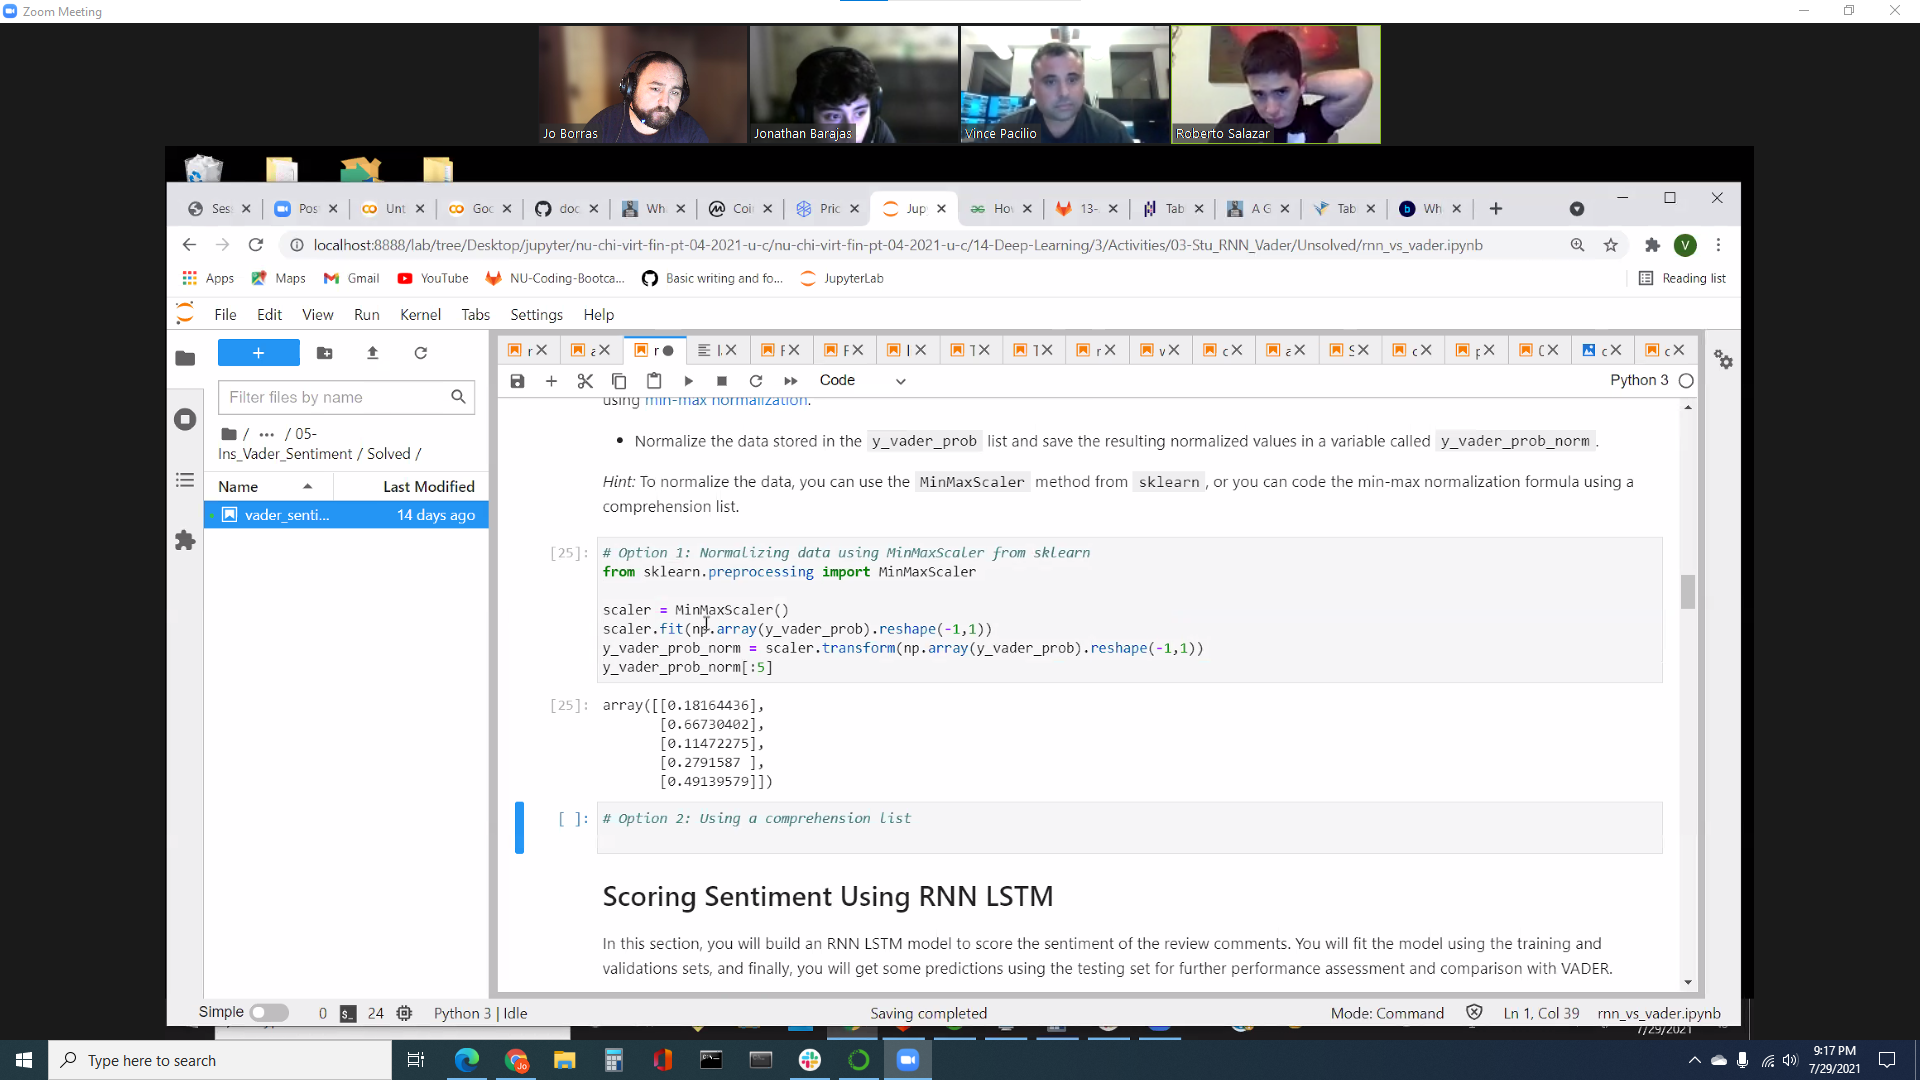 Zoom Meeting
Jo Borras
Jonathan Barajas
Vince Pacilio
Roberto Salazar
Ses
Pos
Unt
Goc
doc
Wh
Coi
Pric
Jup
Hov
13-
Tab
A G
Tab
Wh
localhost:8888/lab/tree/Desktop/jupyter/nu-chi-virt-fin-pt-04-2021-u-c/nu-chi-virt-fin-pt-04-2021-u-c/14-Deep-Learning/3/Activities/03-Stu_RNN_Vader/Unsolved/rnn_vs_vader.ipynb
V
Apps
Maps
Gmail
YouTube
NU-Coding-Bootca...
Basic writing and fo...
JupyterLab
Reading list
File Edit View Run Kernel Tabs Settings Help
Code
Python 3
Filter files by name
/ ... / 05-
Ins_Vader_Sentiment / Solved /
Name
Last Modified
vader_senti...
14 days ago
using min-max normalization.
• Normalize the data stored in the y_vader_prob list and save the resulting normalized values in a variable called y_vader_prob_norm .
Hint: To normalize the data, you can use the MinMaxScaler method from sklearn , or you can code the min-max normalization formula using a
comprehension list.
[25]: # Option 1: Normalizing data using MinMaxScaler from sklearn
from sklearn.preprocessing import MinMaxScaler
scaler = MinMaxScaler()
scaler.fit(np.array(y_vader_prob).reshape(-1,1))
y_vader_prob_norm = scaler.transform(np.array(y_vader_prob).reshape(-1,1))
y_vader_prob_norm[:5]
[25]: array([[0.18164436],
[0.66730402],
[0.11472275],
[0.2791587 ],
[0.49139579]])
[ ]: # Option 2: Using a comprehension list
Scoring Sentiment Using RNN LSTM
In this section, you will build an RNN LSTM model to score the sentiment of the review comments. You will fit the model using the training and
validations sets, and finally, you will get some predictions using the testing set for further performance assessment and comparison with VADER.
Simple
0
24
Python 3 | Idle
Saving completed
Mode: Command
Ln 1, Col 39
rnn_vs_vader.ipynb
7/29/2021
Type here to search
9:17 PM
7/29/2021